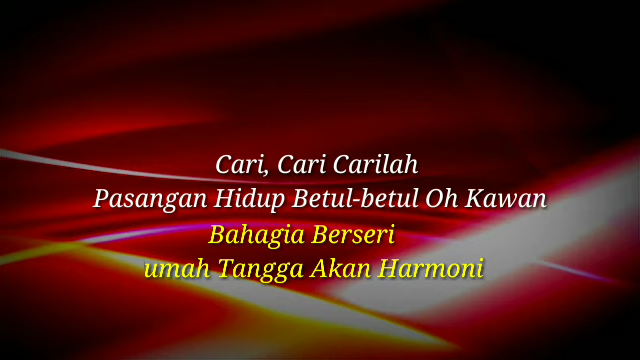 Cari, Cari Carilah
Pasangan Hidup Betul-betul Oh Kawan
Bahagia Berseri
umah Tangga Akan Harmoni